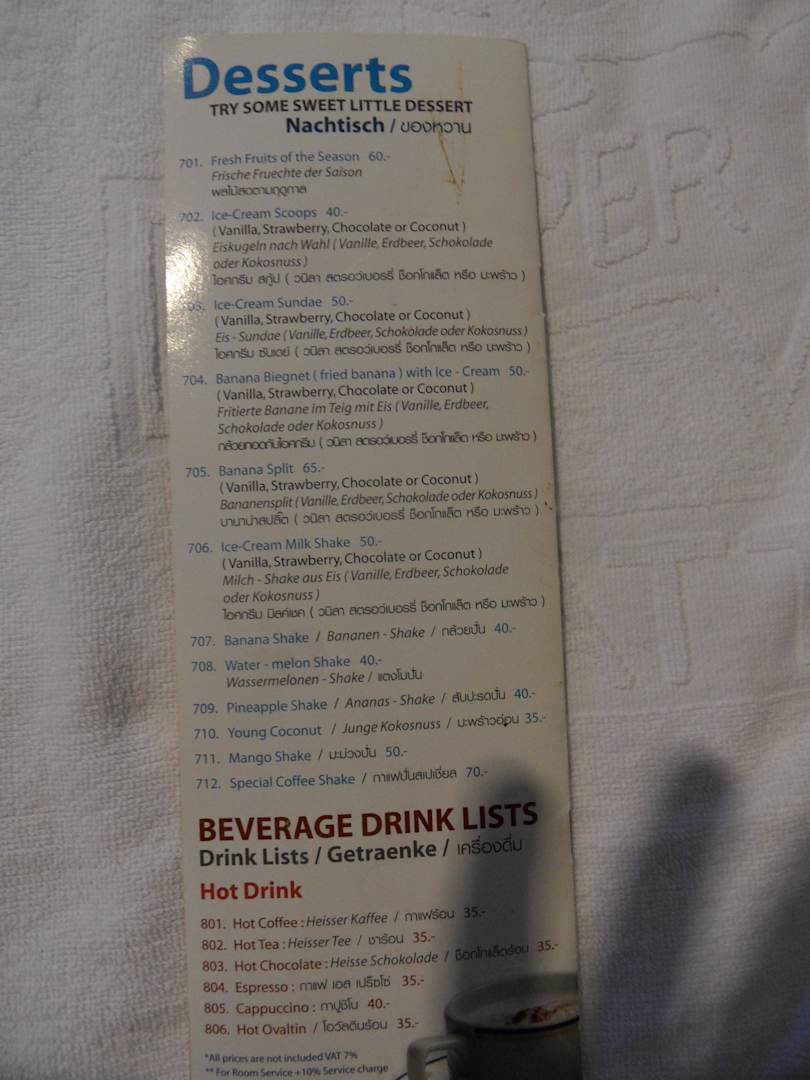 Desserts
TRY SOME SWEET LITTLE DESSERT
Nachtisch / ของหวาน
701. Fresh Fruits of the Season 60.-
Frische Fruechte der Saison
ผลไม้สดตามฤดูกาล
702. Ice-Cream Scoops 40.-
( Vanilla, Strawberry, Chocolate or Coconut )
Eiskugeln nach Wahl ( Vanille, Erdbeer, Schokolade
oder Kokosnuss )
ไอศกรีม สกู๊ป ( วนิลา สตรอว์เบอรรี่ ช็อกโกแล็ต หรือ มะพร้าว )
703. Ice-Cream Sundae 50.-
( Vanilla, Strawberry, Chocolate or Coconut )
Eis - Sundae ( Vanille, Erdbeer, Schokolade oder Kokosnuss )
ไอศกรีม ซันเดย์ ( วนิลา สตรอว์เบอรรี่ ช็อกโกแล็ต หรือ มะพร้าว )
704. Banana Biegnet ( fried banana ) with Ice - Cream 50.-
( Vanilla, Strawberry, Chocolate or Coconut )
Fritierte Banane im Teig mit Eis ( Vanille, Erdbeer,
Schokolade oder Kokosnuss )
กล้วยทอดกับไอศกรีม ( วนิลา สตรอว์เบอรรี่ ช็อกโกแล็ต หรือ มะพร้าว )
705. Banana Split 65.-
( Vanilla, Strawberry, Chocolate or Coconut )
Bananensplit ( Vanille, Erdbeer, Schokolade oder Kokosnuss )
บานาน่าสปลิ๊ต ( วนิลา สตรอว์เบอรรี่ ช็อกโกแล็ต หรือ มะพร้าว )
706. Ice-Cream Milk Shake 50.-
( Vanilla, Strawberry, Chocolate or Coconut )
Milch - Shake aus Eis ( Vanille, Erdbeer, Schokolade
oder Kokosnuss )
ไอศกรีม มิลค์เชค ( วนิลา สตรอว์เบอรรี่ ช็อกโกแล็ต หรือ มะพร้าว )
707. Banana Shake / Bananen - Shake / กล้วยปั่น 40.-
708. Water - melon Shake 40.-
Wassermelonen - Shake / แตงโมปั่น
709. Pineapple Shake / Ananas - Shake / สับปะรดปั่น 40.-
710. Young Coconut / Junge Kokosnuss / มะพร้าวอ่อน 35.-
711. Mango Shake / มะม่วงปั่น 50.-
712. Special Coffee Shake / กาแฟปั่นสเปเชี่ยล 70.-
BEVERAGE DRINK LISTS
Drink Lists / Getraenke / เครื่องดื่ม
Hot Drink
801. Hot Coffee : Heisser Kaffee / กาแฟร้อน 35.-
802. Hot Tea : Heisser Tee / ชาร้อน 35.-
803. Hot Chocolate : Heisse Schokolade / ช็อกโกแล็ตร้อน 35.-
804. Espresso : กาแฟ เอส เปร็ซโซ่ 35.-
805. Cappuccino : คาปูชิโน 40.-
806. Hot Ovaltin / โอวัลตินร้อน 35.-
*All prices are not included VAT 7%
** For Room Service +10% Service charge